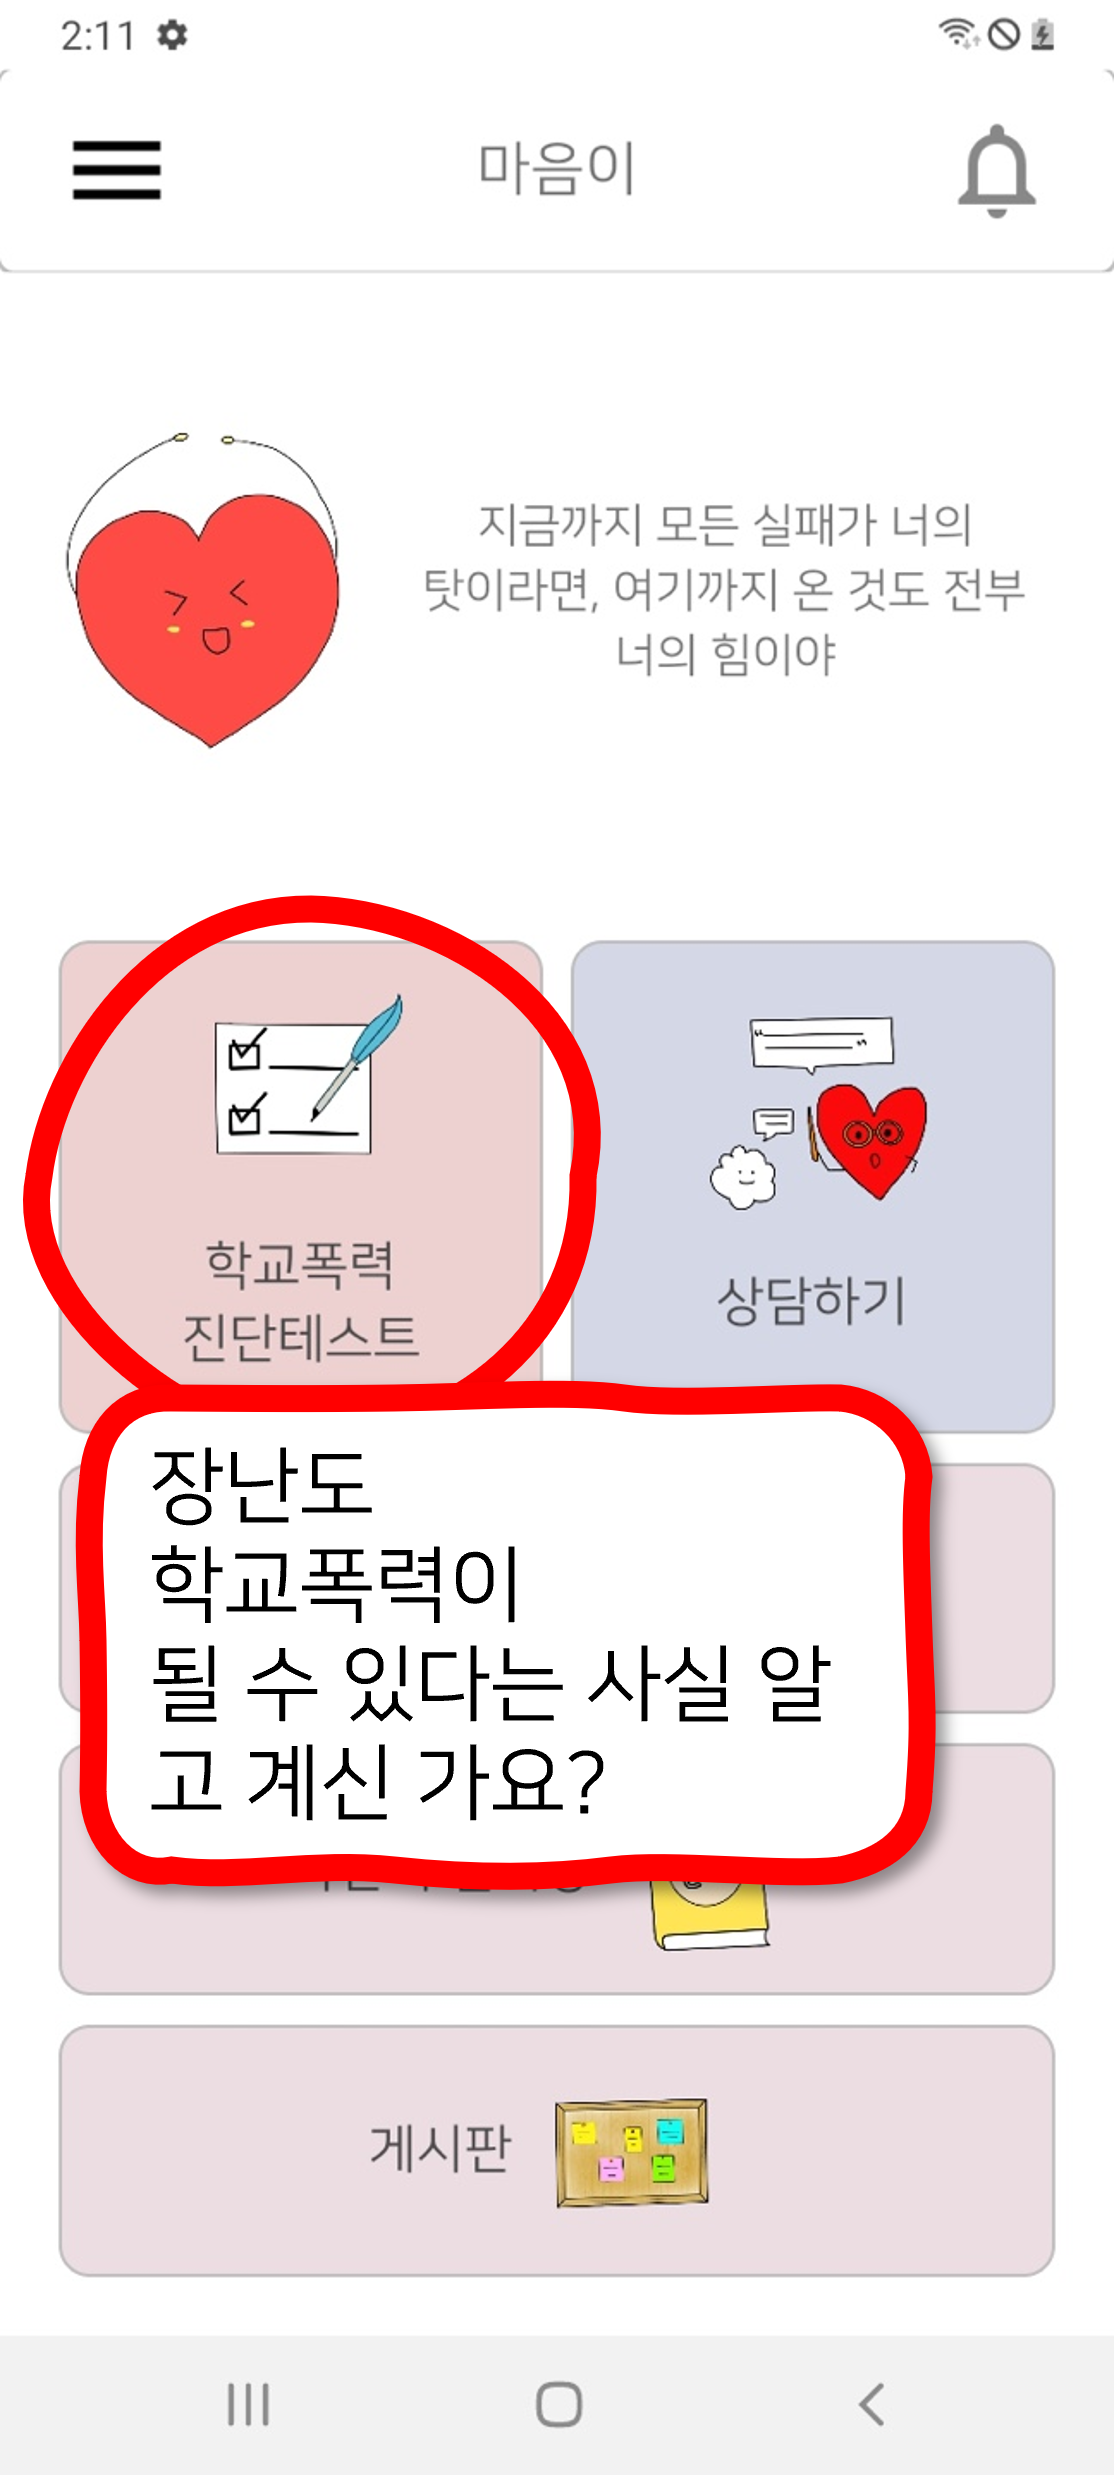 2:11
마음이
지금까지 모든 실패가 너의
탓이라면, 여기까지 온 것도 전부
너의 힘이야
학교폭력
진단테스트
상담하기
장난도
학교폭력이
될 수 있다는 사실 알
고 계신 가요?
게시판